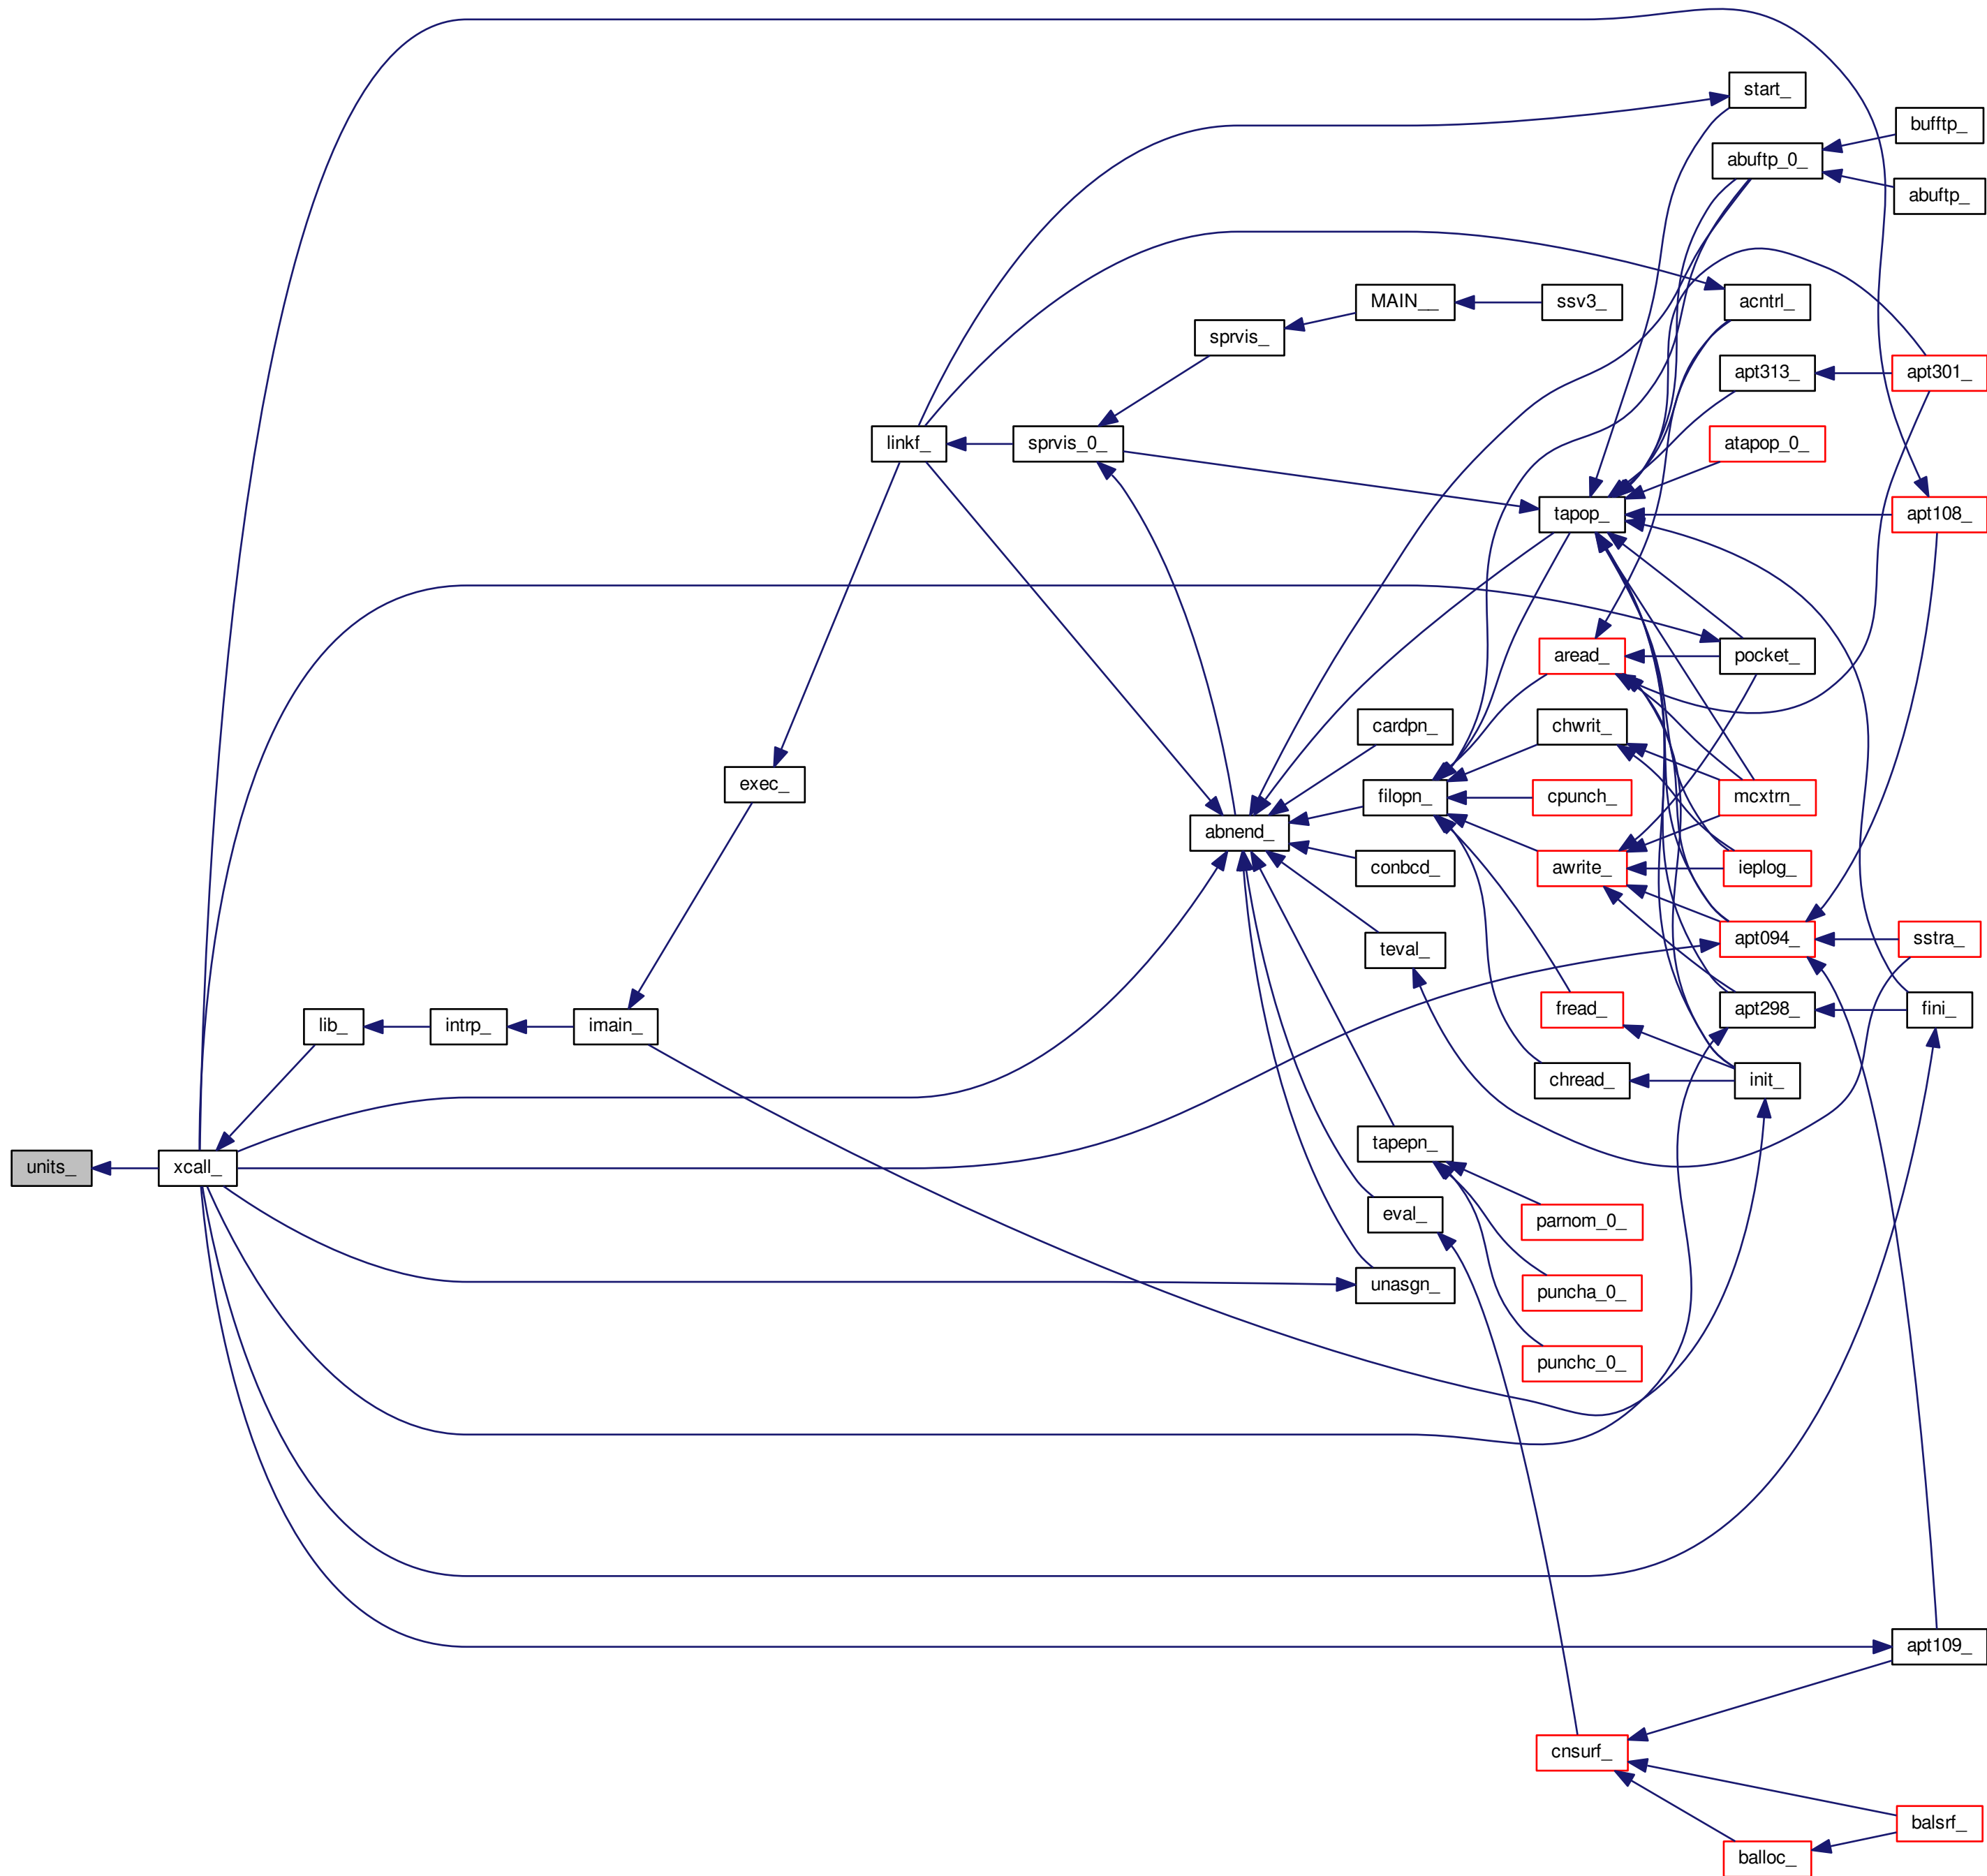 start_
bufftp_
abuftp_0_
abuftp_
MAIN__
ssv3_
acntrl_
sprvis_
apt313_
apt301_
linkf_
sprvis_0_
atapop_0_
tapop_
apt108_
aread_
pocket_
cardpn_
chwrit_
exec_
filopn_
cpunch_
mcxtrn_
abnend_
conbcd_
awrite_
ieplog_
teval_
apt094_
sstra_
lib_
intrp_
imain_
fread_
apt298_
fini_
chread_
init_
tapepn_
units_
xcall_
eval_
parnom_0_
unasgn_
puncha_0_
punchc_0_
apt109_
cnsurf_
balsrf_
balloc_